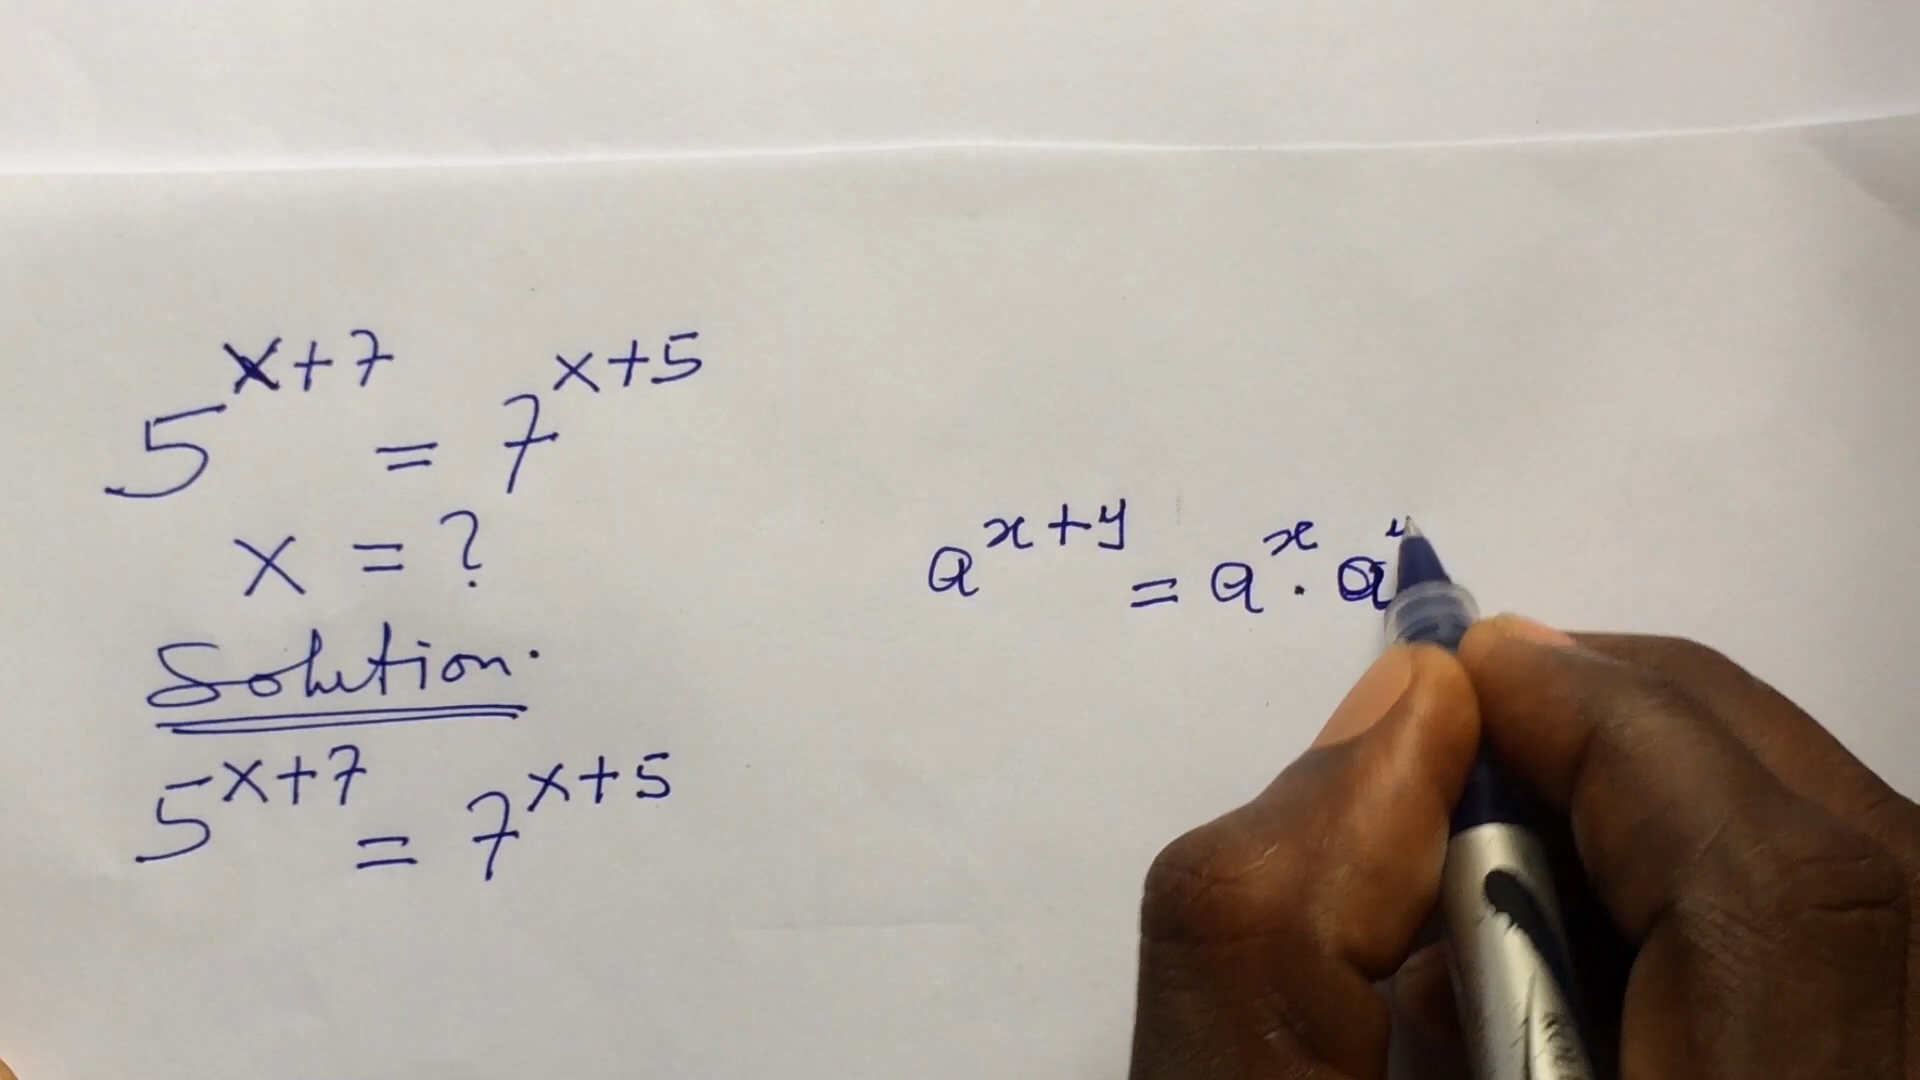 5^{x+7} = 7^{x+5}
x = ?
Solution.
5^{x+7} = 7^{x+5}
a^{x+y} = a^x . a^y